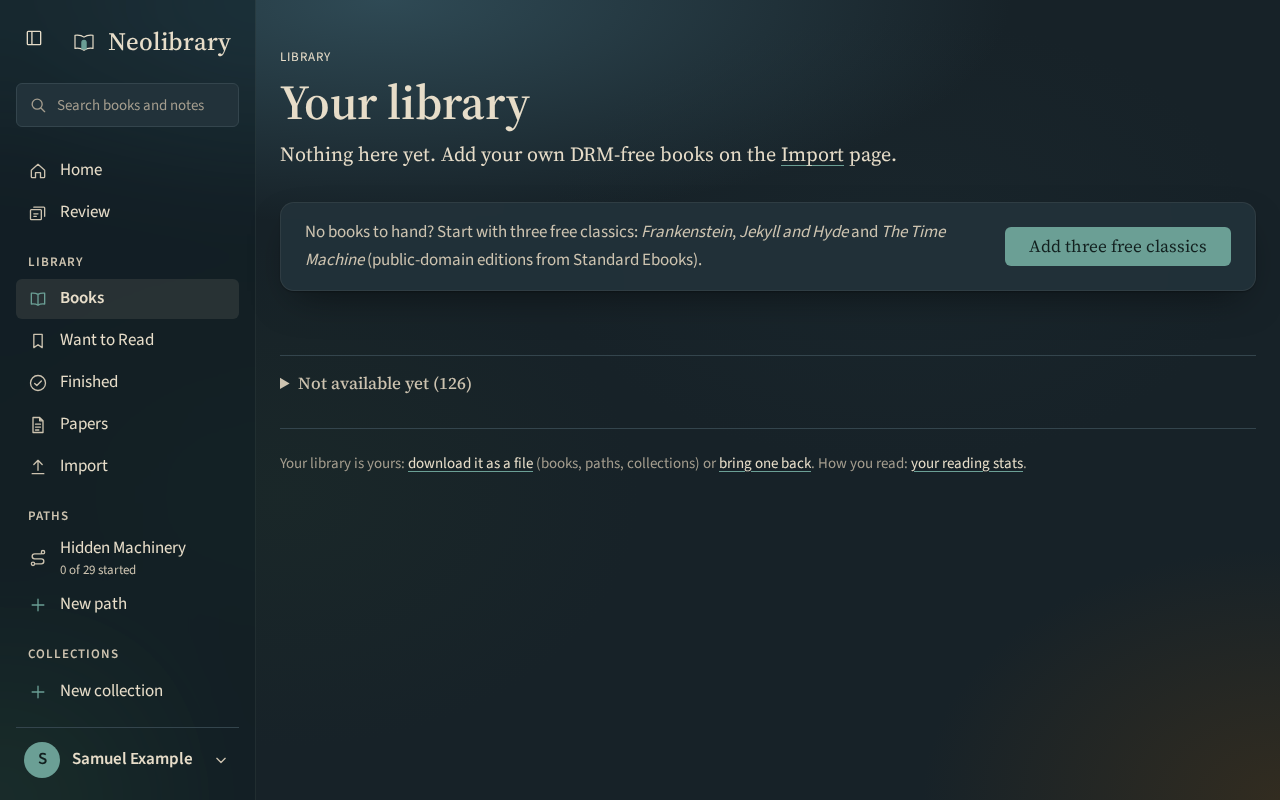 Neolibrary
Search books and notes
Home
Review
LIBRARY
Books
Want to Read
Finished
Papers
Import
PATHS
Hidden Machinery
0 of 29 started
New path
COLLECTIONS
New collection
S
Samuel Example
LIBRARY
Your library
Nothing here yet. Add your own DRM-free books on the Import page.
No books to hand? Start with three free classics: Frankenstein, Jekyll and Hyde and The Time
Machine (public-domain editions from Standard Ebooks).
Add three free classics
Not available yet (126)
Your library is yours: download it as a file (books, paths, collections) or bring one back. How you read: your reading stats.